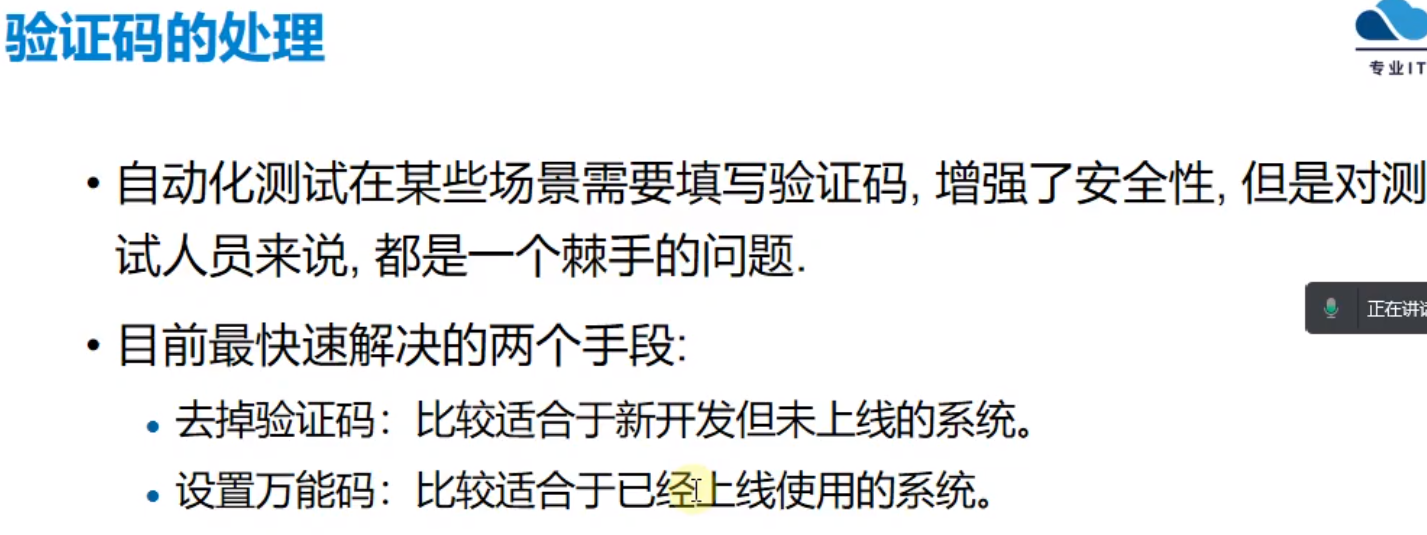 验证码的处理
专业IT
• 自动化测试在某些场景需要填写验证码, 增强了安全性, 但是对测
试人员来说, 都是一个棘手的问题.
正在讲
• 目前最快速解决的两个手段:
• 去掉验证码：比较适合于新开发但未上线的系统。
• 设置万能码：比较适合于已经上线使用的系统。